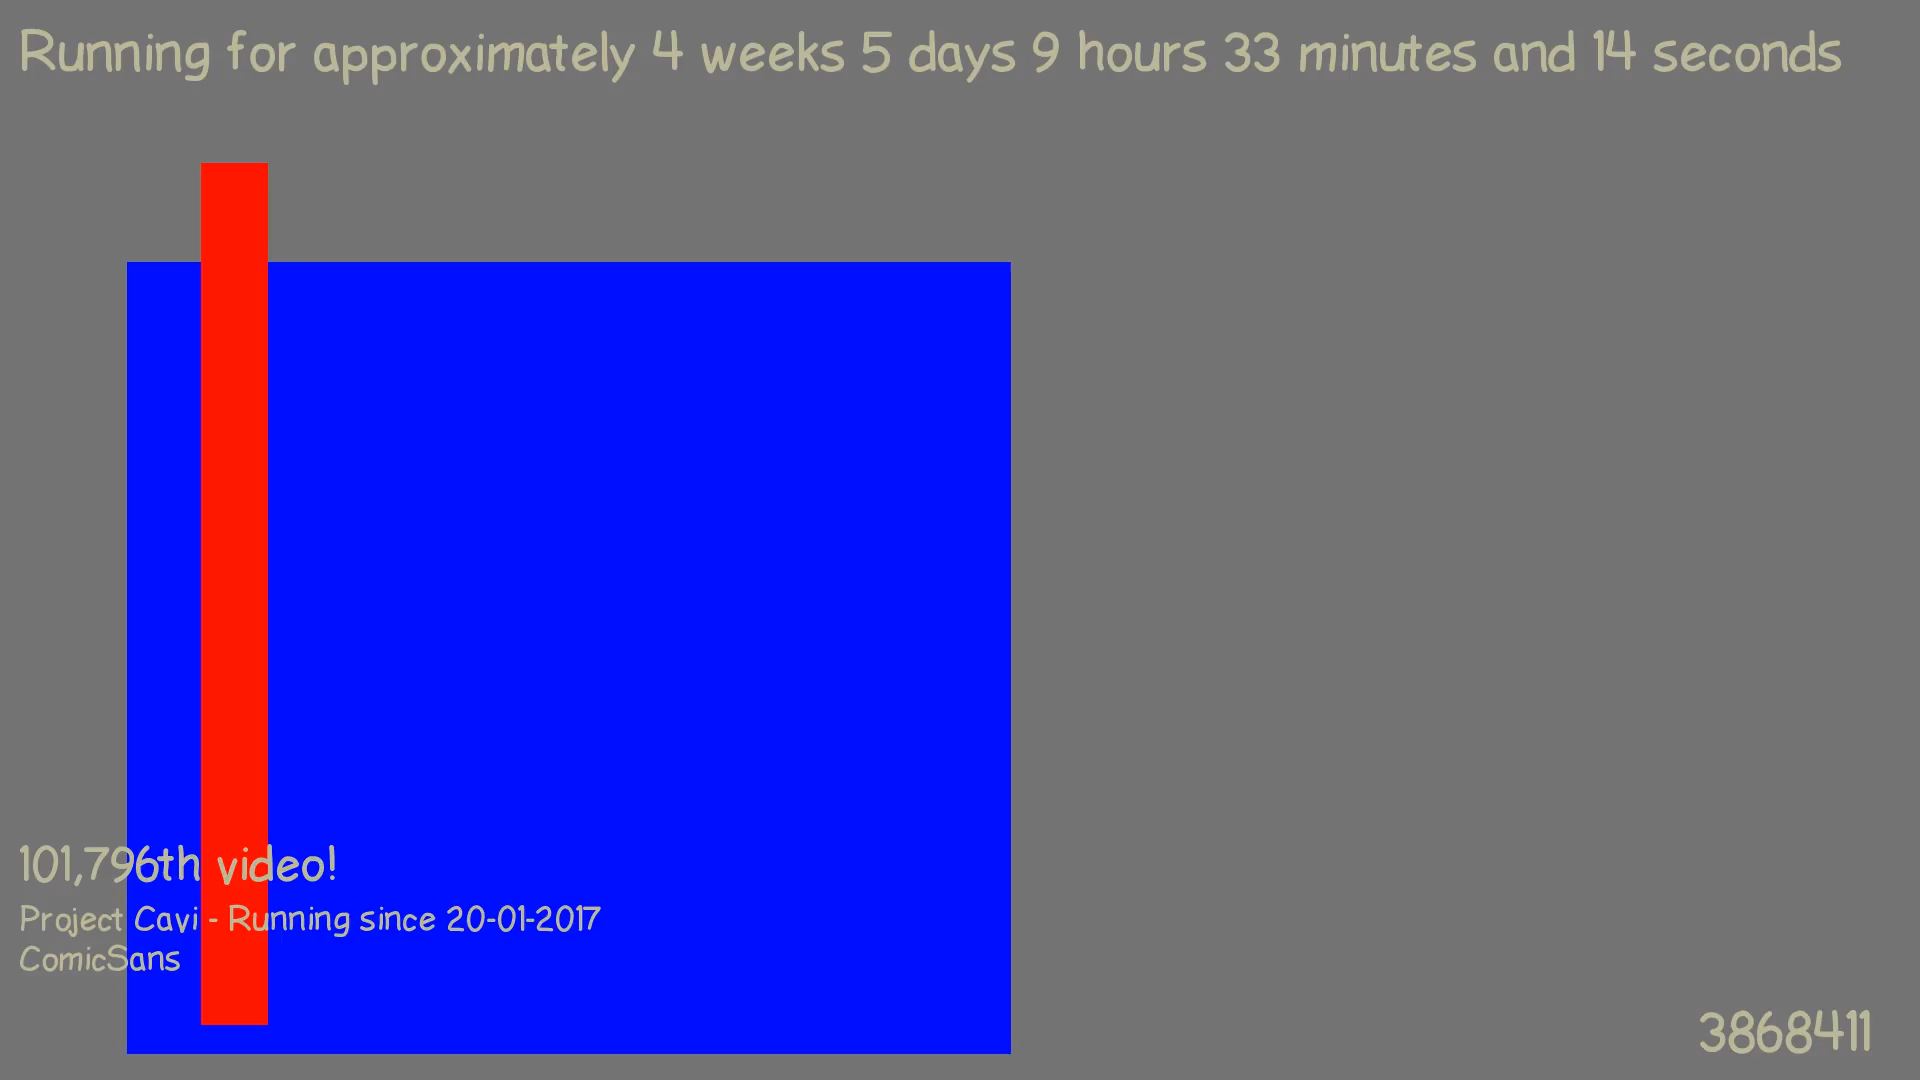 Running for approximately 4 weeks 5 days 9 hours 33 minutes and 14 seconds
101,796th video!
Project Cavi - Running since 20-01-2017
ComicSans
3868411